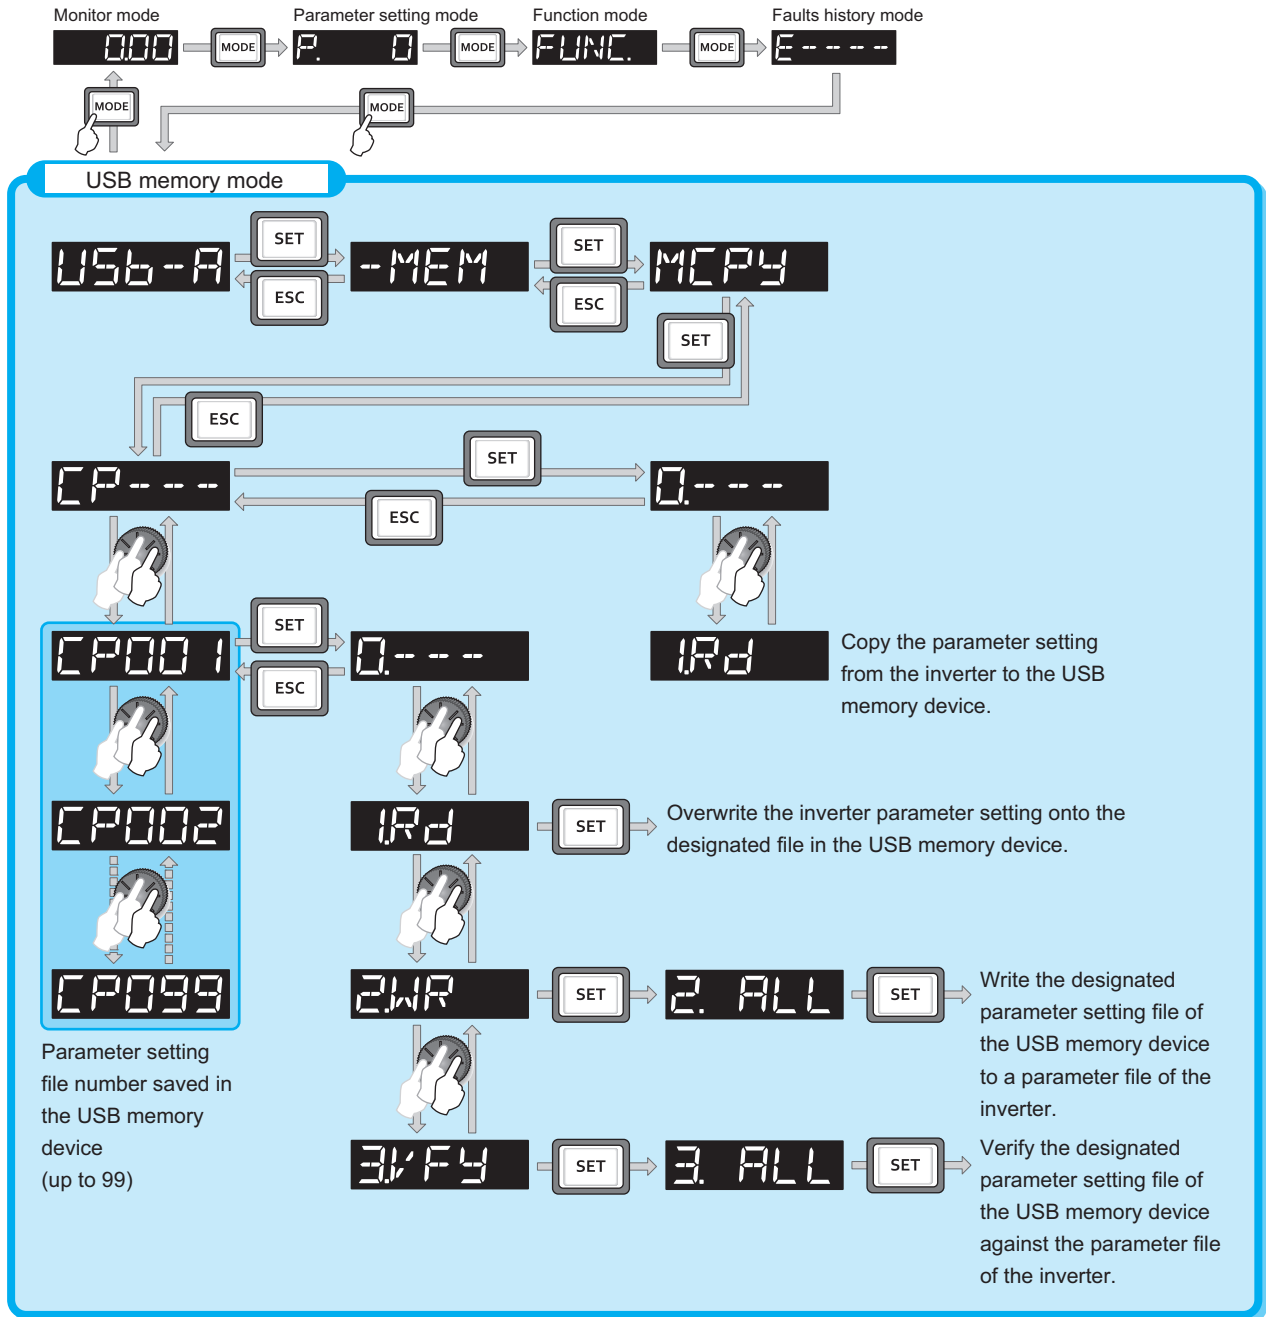 Monitor mode
Parameter setting mode
Function mode
Faults history mode
0.00
MODE
P. 0
MODE
FUNC.
MODE
E----
MODE
MODE
USB memory mode
USb-A
SET
ESC
-MEM
SET
ESC
MCPY
SET
ESC
CP---
SET
ESC
0.---
CP001
SET
ESC
0.---
1.Rd
Copy the parameter setting
from the inverter to the USB
memory device.
CP002
1.Rd
SET
Overwrite the inverter parameter setting onto the
designated file in the USB memory device.
CP099
2.WR
SET
2. ALL
SET
Write the designated
parameter setting file of
the USB memory device
to a parameter file of the
inverter.
Parameter setting
file number saved in
the USB memory
device
(up to 99)
3.VFY
SET
3. ALL
SET
Verify the designated
parameter setting file of
the USB memory device
against the parameter file
of the inverter.